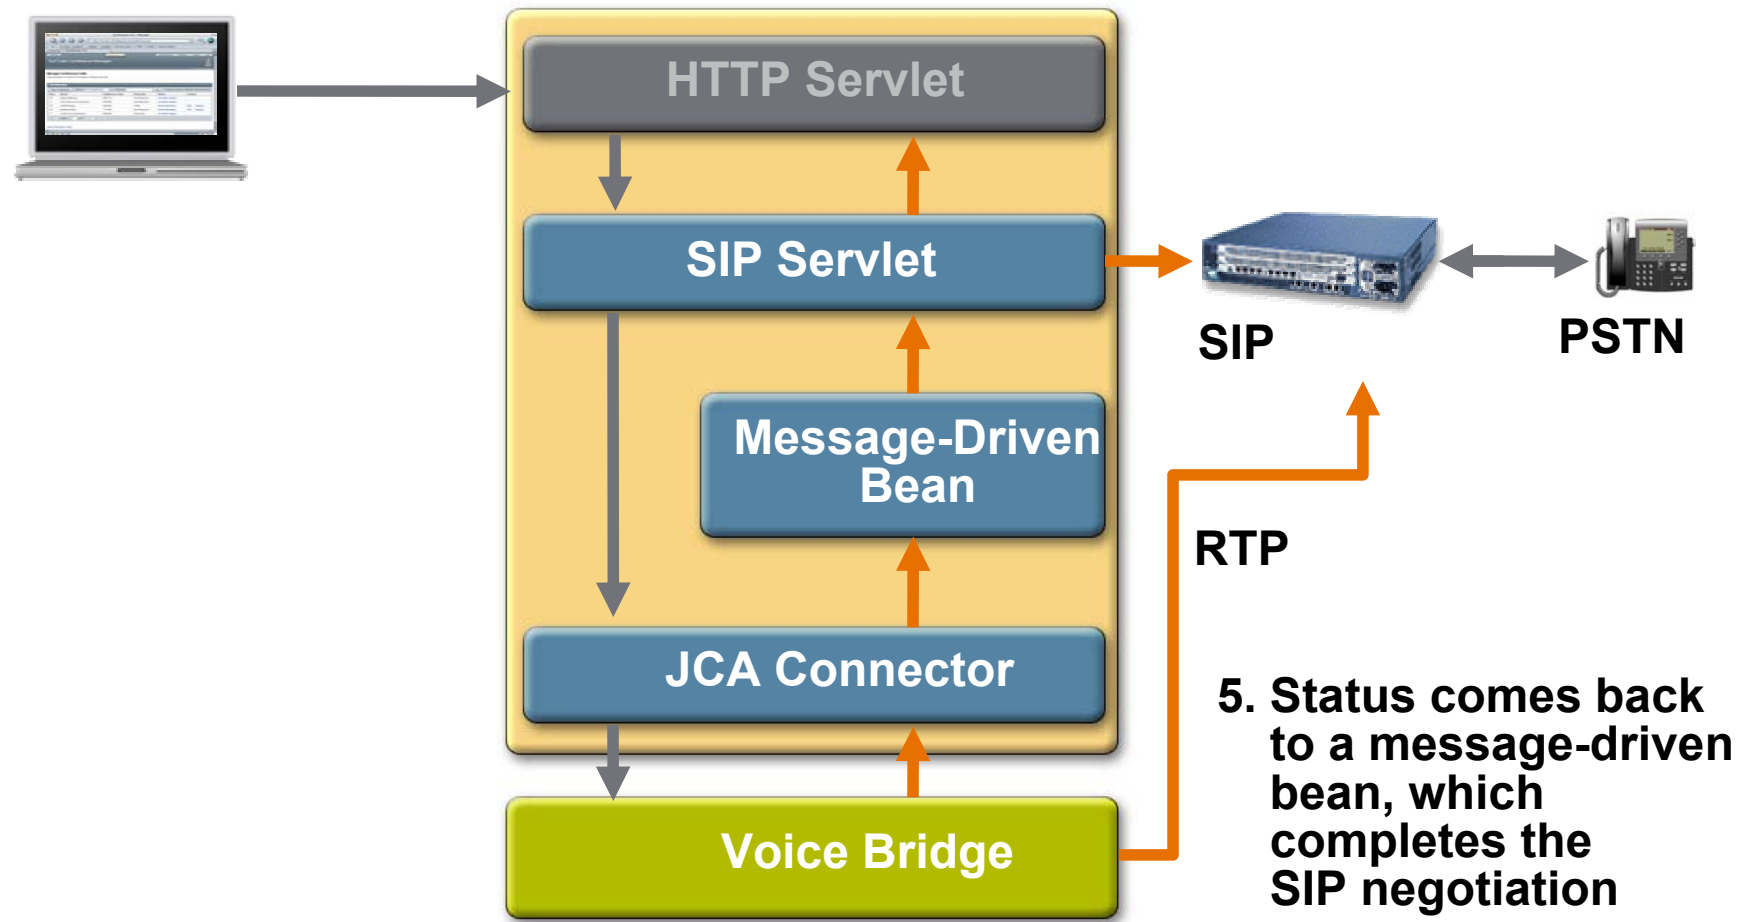 HTTP Servlet
SIP Servlet
SIP
PSTN
Message-Driven
Bean
RTP
JCA Connector
5. Status comes back
to a message-driven
bean, which
completes the
SIP negotiation
Voice Bridge